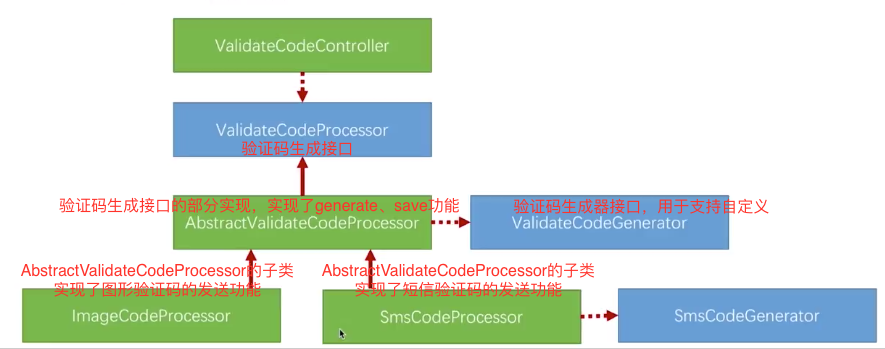 ValidateCodeController
ValidateCodeProcessor
验证码生成接口
验证码生成接口的部分实现，实现了generate、save功能
验证码生成器接口，用于支持自定义
AbstractValidateCodeProcessor
ValidateCodeGenerator
AbstractValidateCodeProcessor的子类
实现了图形验证码的发送功能
AbstractValidateCodeProcessor的子类
实现了短信验证码的发送功能
ImageCodeProcessor
SmsCodeProcessor
SmsCodeGenerator